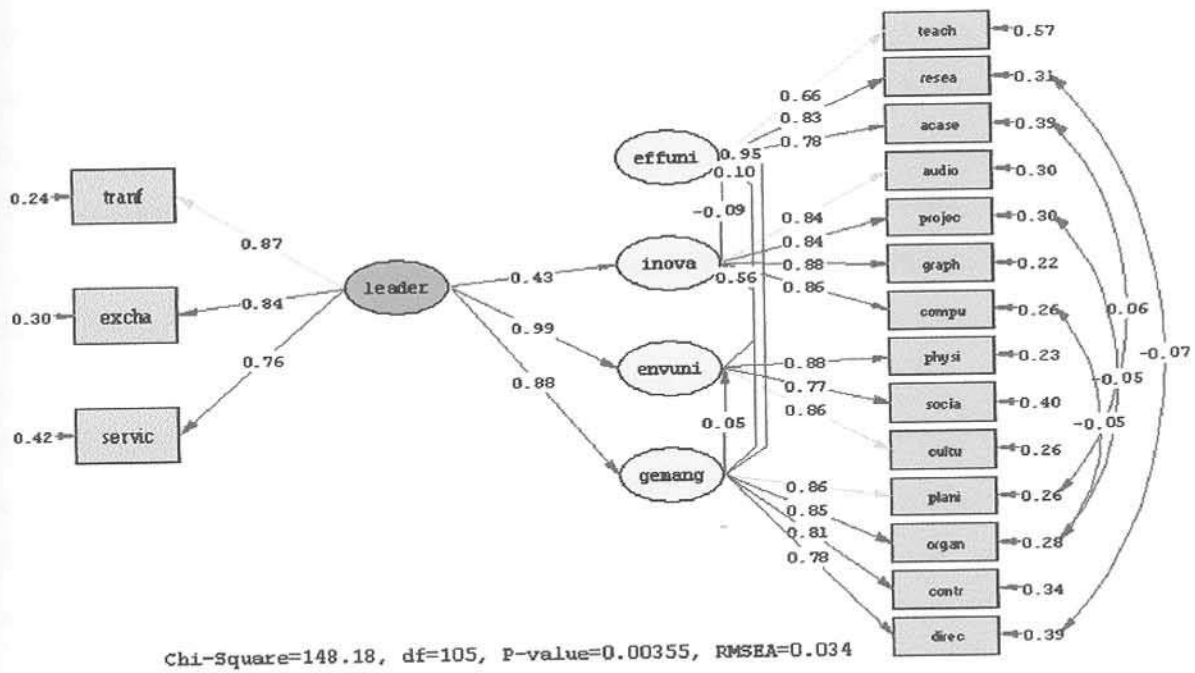 teach
0.57
resea
0.31
0.66
0.83
0.78
acase
0.39
effuni
0.95
0.10
audio
0.30
0.24
tranf
-0.09
0.84
projec
0.30
0.87
inova
0.84
0.88
graph
0.22
leader
0.43
0.56
0.86
compu
0.26
0.06
0.30
excha
0.84
0.99
physi
0.23
-0.07
0.76
envuni
0.88
0.77
0.86
socia
0.40
-0.05
0.88
0.05
-0.05
0.42
servic
cultu
0.26
gemang
0.86
plani
0.26
0.85
0.81
organ
0.28
0.78
contr
0.34
direc
0.39
Chi-Square=148.18, df=105, P-value=0.00355, RMSEA=0.034